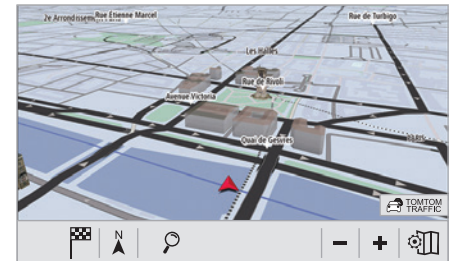 2e Arrondissem
Rue Étienne Marcel
Rue de Turbigo
Les Halles
Rue de Rivoli
Avenue Victoria
Quai de Gesvres
TOMTOM
TRAFFIC
N